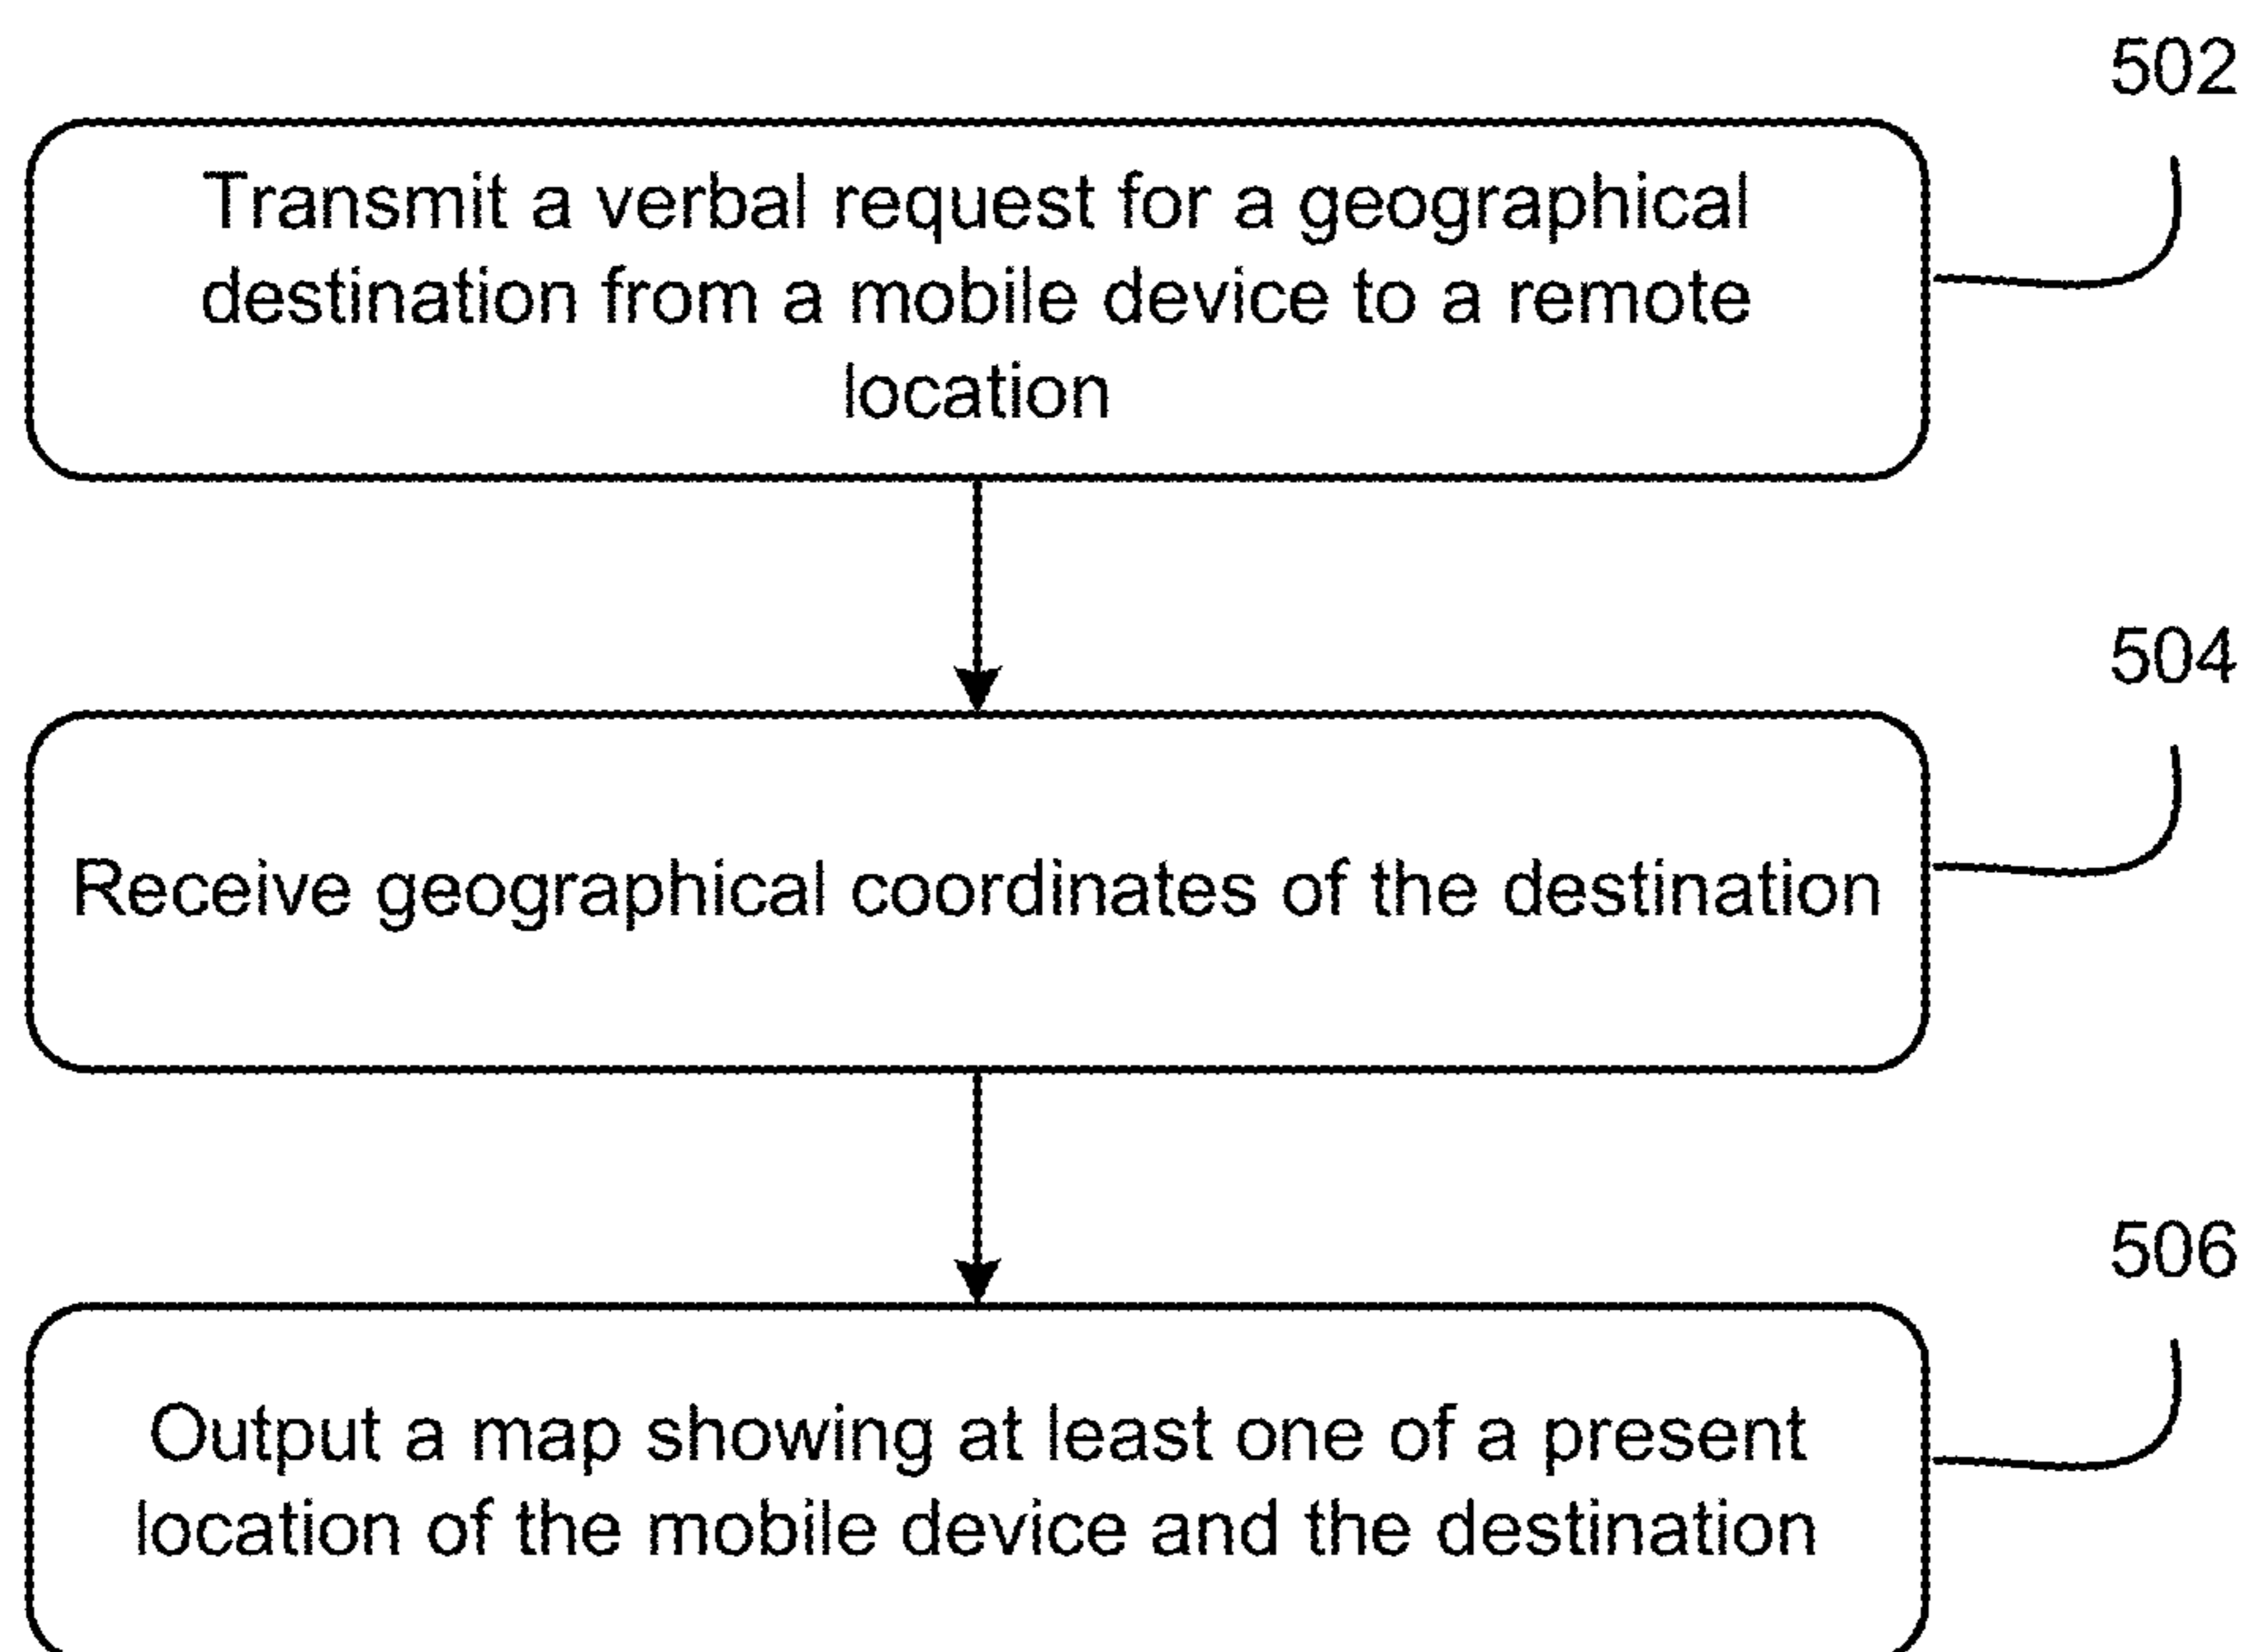 502
Transmit a verbal request for a geographical
destination from a mobile device to a remote
location
504
Receive geographical coordinates of the destination
506
Output a map showing at least one of a present
location of the mobile device and the destination